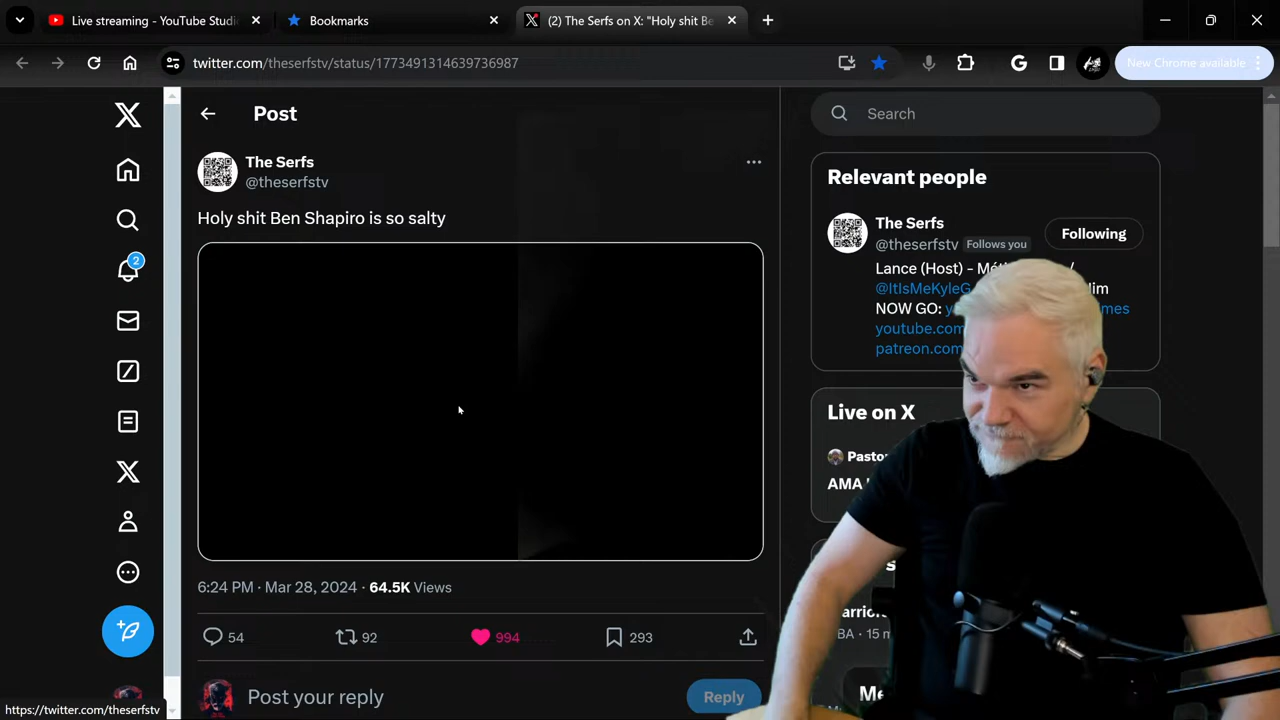 Live streaming - YouTube Studi
Bookmarks
(2) The Serfs on X: "Holy shit Be
twitter.com/theserfstv/status/1773491314639736987
New Chrome available
Post
Search
The Serfs
@theserfstv
Holy shit Ben Shapiro is so salty
Relevant people
The Serfs
@theserfstv Follows you
Following
Lance (Host) -
@ItIsMeKyleG
NOW GO:
youtube.com
patreon.com
Live on X
Pasto
AMA
6:24 PM · Mar 28, 2024 · 64.5K Views
54
92
994
293
2
Post your reply
Reply
15 m
https://twitter.com/theserfstv